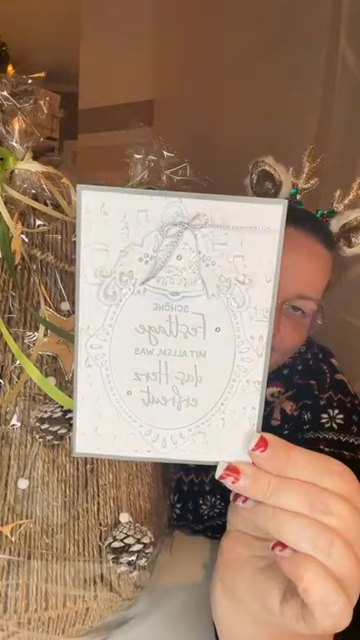 SCHÖNE
Festtage
MIT ALLEM, WAS
das Herz
erfreut